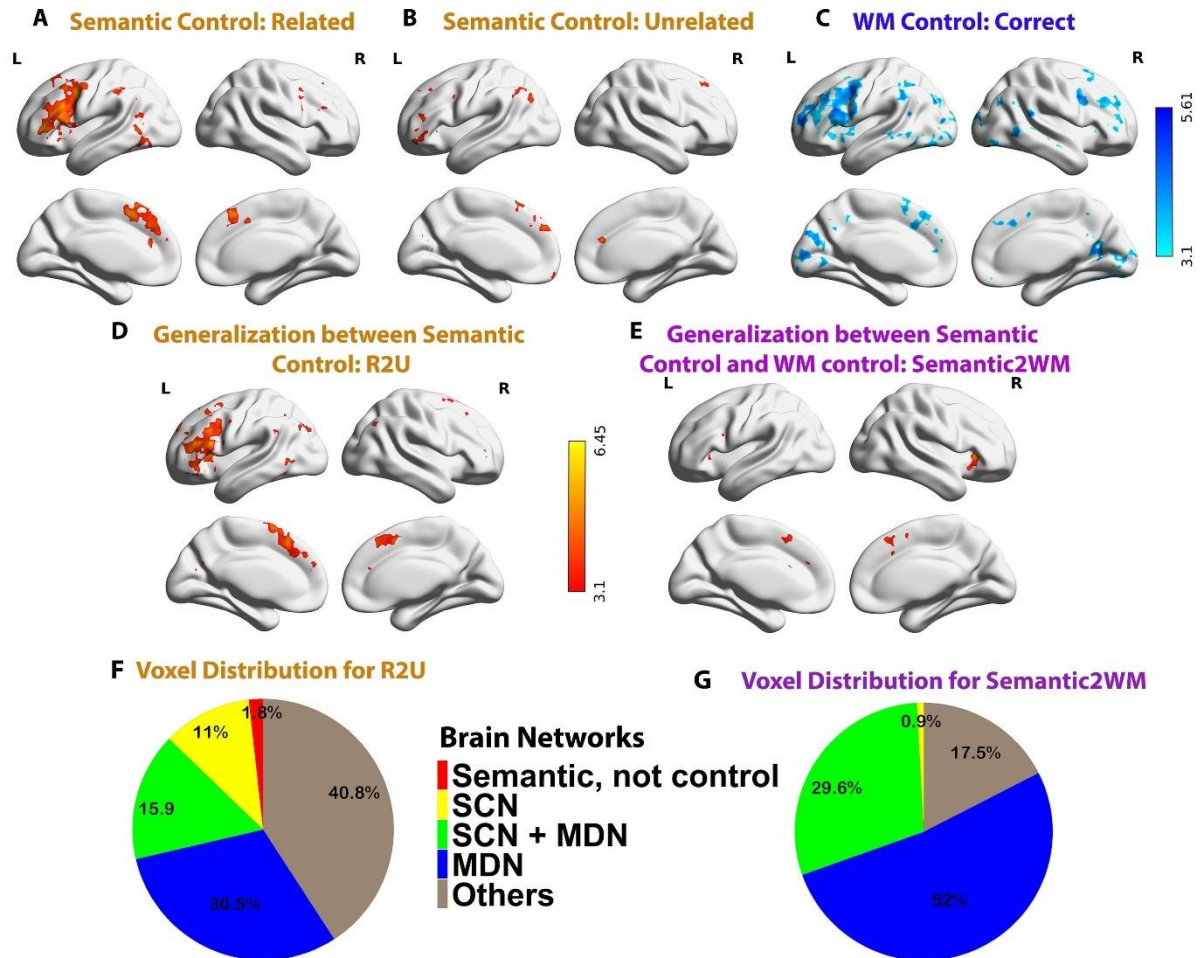 A Semantic Control: Related
B Semantic Control: Unrelated
C WM Control: Correct
L
R
L
R
L
R
5.61
3.1
D Generalization between Semantic
Control: R2U
E Generalization between Semantic
Control and WM control: Semantic2WM
L
R
L
R
6.45
3.1
F Voxel Distribution for R2U
1.8%
11%
15.9
30.5%
40.8%
Brain Networks
Semantic, not control
SCN
SCN + MDN
MDN
Others
G Voxel Distribution for Semantic2WM
0.9%
17.5%
29.6%
52%